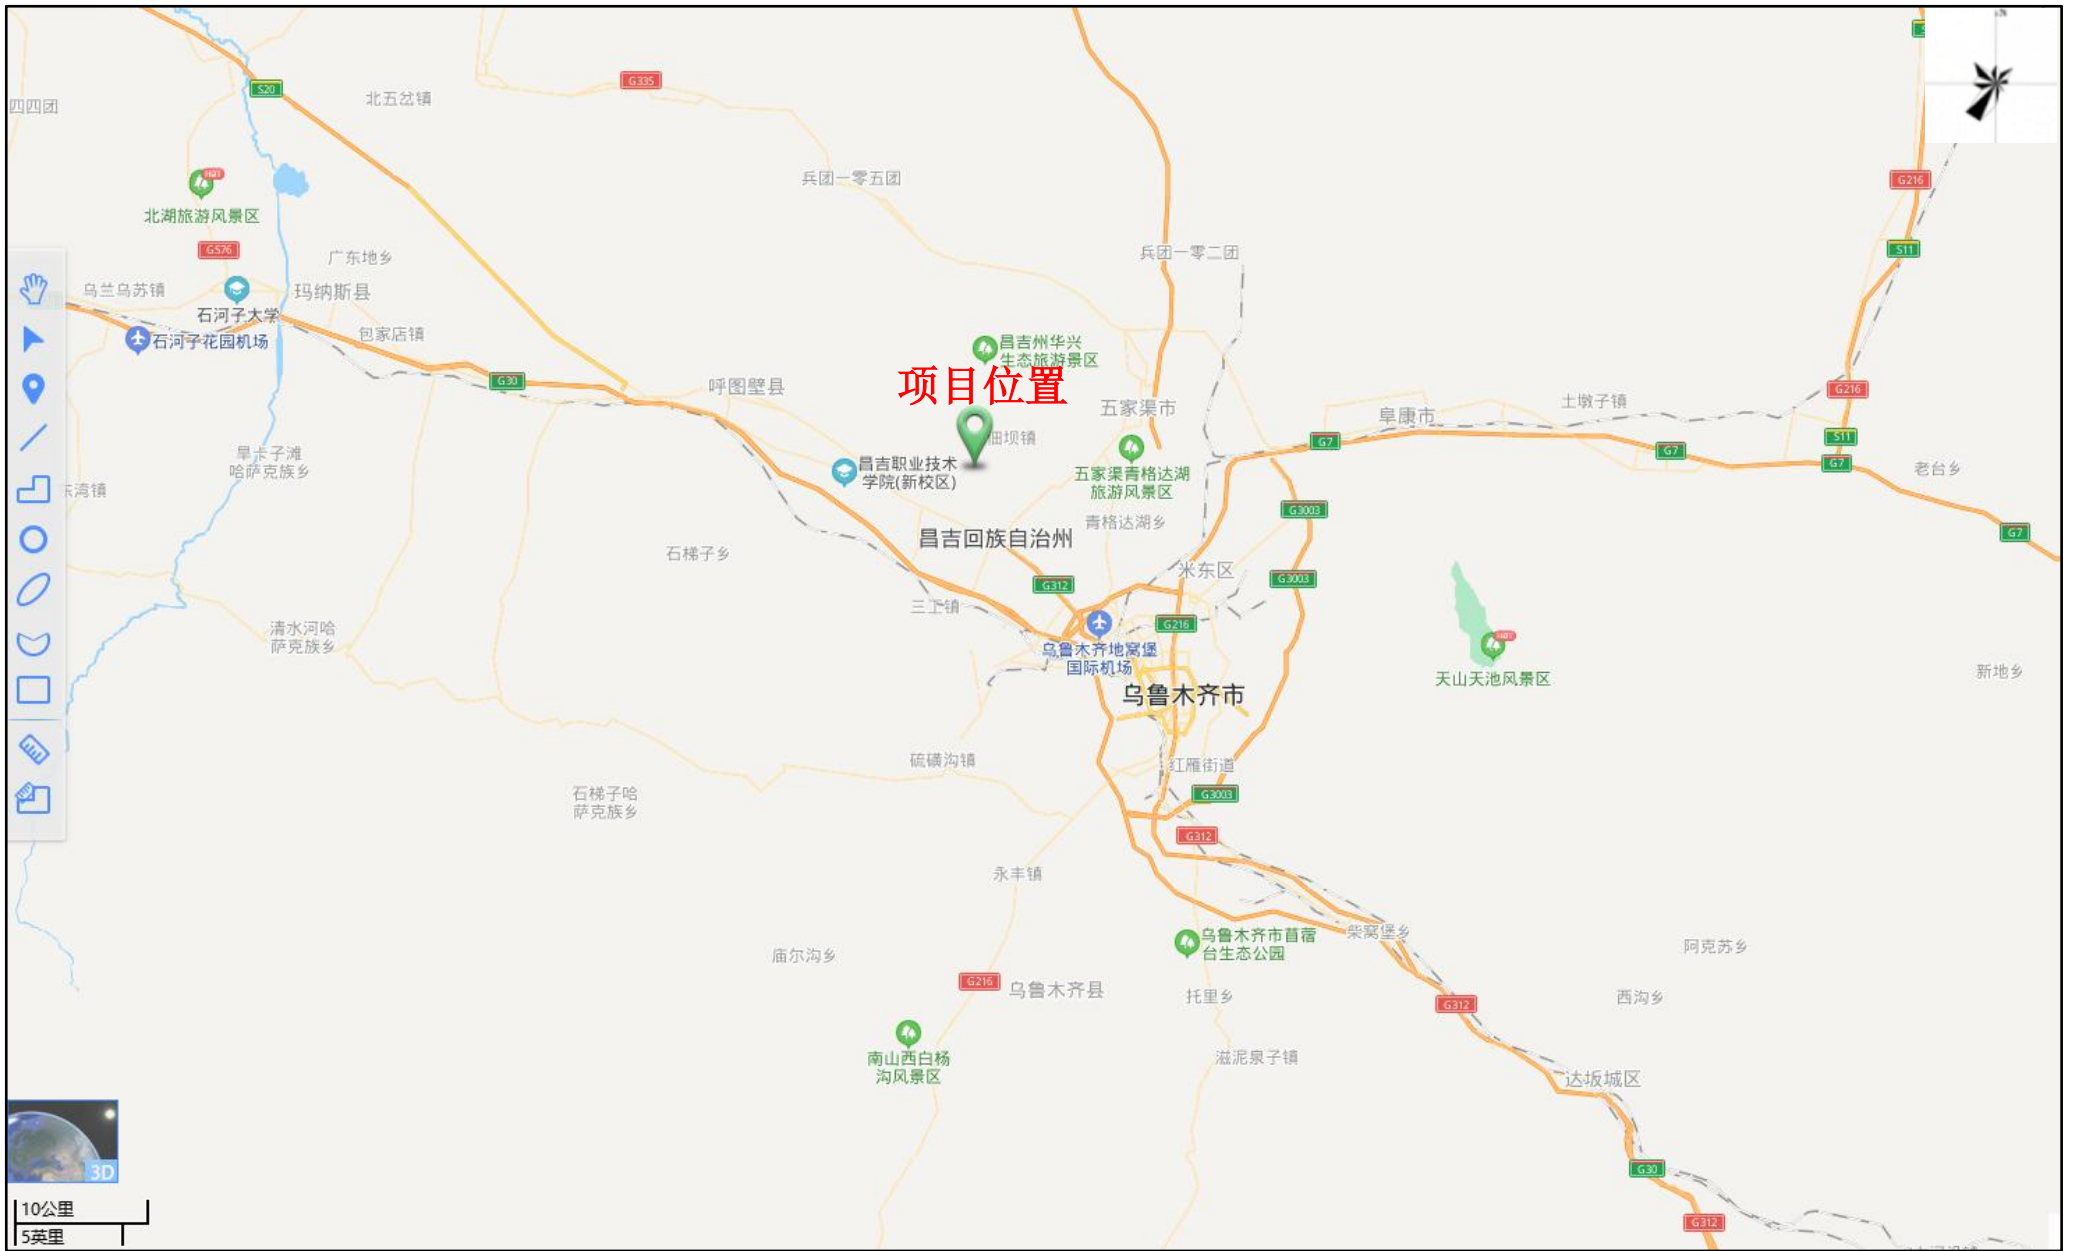 S20
北五岔镇
G335
四四团
兵团一零五团
G216
北湖旅游风景区
G576
广东地乡
兵团一零二团
S11
乌兰乌苏镇
玛纳斯县
石河子大学
石河子花园机场
包家店镇
昌吉州华兴
生态旅游景区
G30
呼图壁县
项目位置
五家渠市
阜康市
土墩子镇
G216
细坝镇
G7
S11
G7
G7
老台乡
旱卡子滩
哈萨克族乡
昌吉职业技术
学院(新校区)
五家渠青格达湖
旅游风景区
东湾镇
G3003
青格达湖乡
昌吉回族自治州
G7
石梯子乡
米东区
G3003
G312
三工镇
G216
清水河哈
萨克族乡
乌鲁木齐地窝堡
国际机场
天山天池风景区
新地乡
乌鲁木齐市
硫磺沟镇
红雁街道
石梯子哈
萨克族乡
G3003
G312
永丰镇
乌鲁木齐市苜蓿
台生态公园
柴窝堡乡
阿克苏乡
庙尔沟乡
G216
乌鲁木齐县
托里乡
G312
西沟乡
南山西白杨
沟风景区
滋泥泉子镇
达坂城区
G30
3D
10公里
5英里
G312